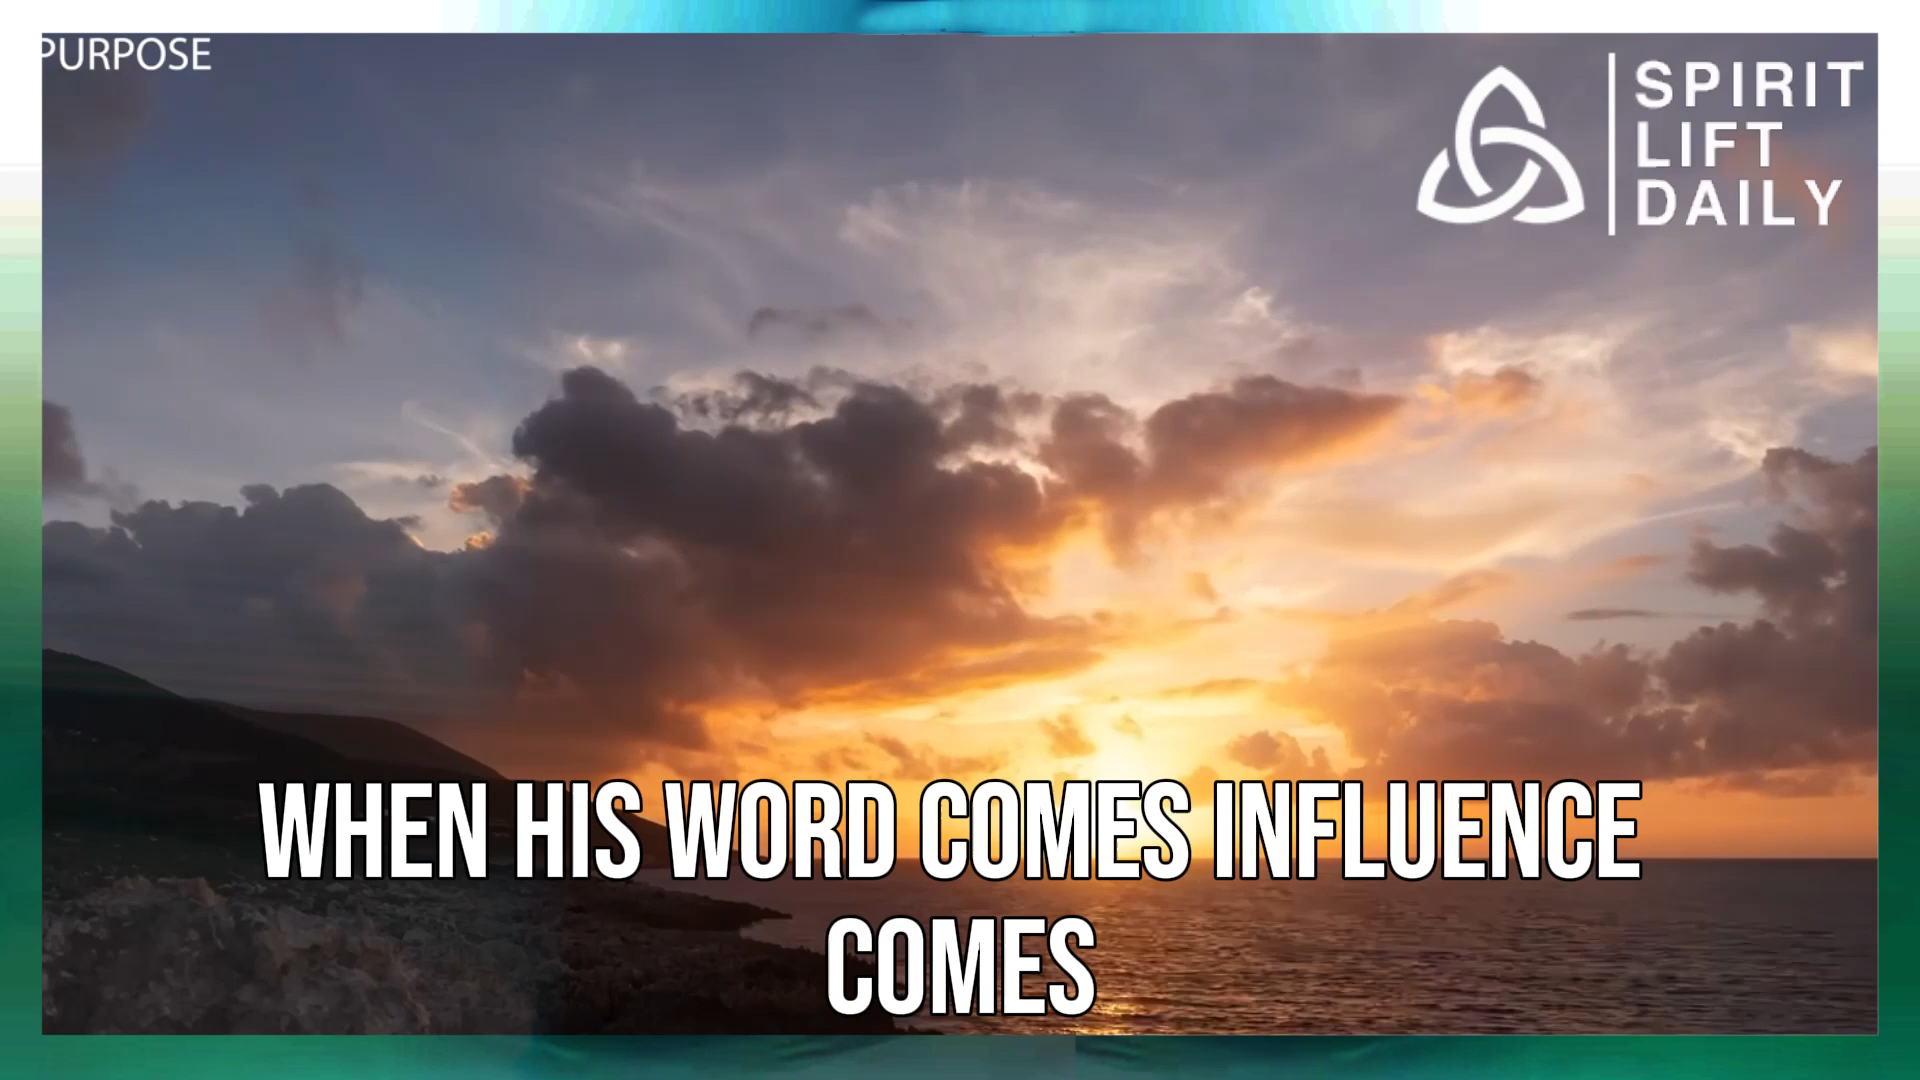 PURPOSE
SPIRIT
LIFT
DAILY
WHEN HIS WORD COMES INFLUENCE
COMES